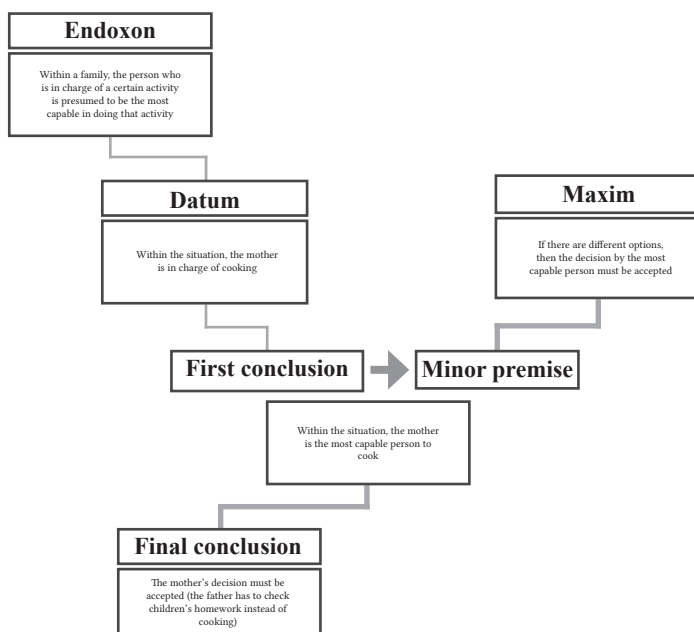 Endoxon
Within a family, the person who
is in charge of a certain activity
is presumed to be the most
capable in doing that activity
Datum
Within the situation, the mother
is in charge of cooking
Maxim
If there are different options,
then the decision by the most
capable person must be accepted
First conclusion
Minor premise
Within the situation, the mother
is the most capable person to
cook
Final conclusion
The mother's decision must be
accepted (the father has to check
children's homework instead of
cooking)